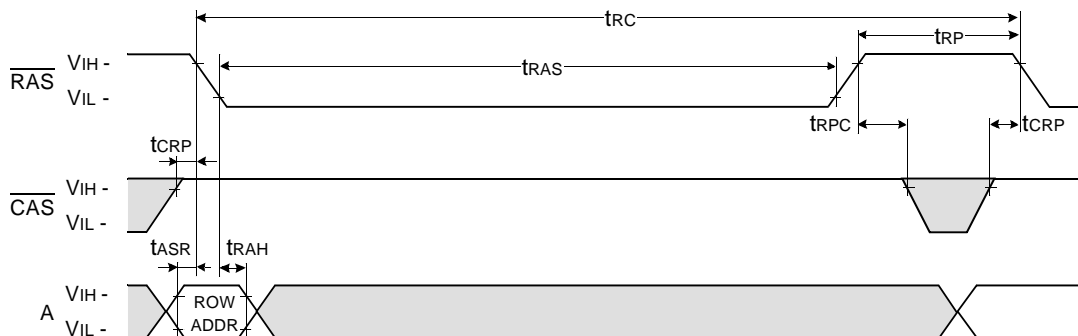 tRC
tRP
RAS VIH -
VIL -
tRAS
tRPC
tCRP
tCRP
CAS VIH -
VIL -
tASR
tRAH
A VIH -
VIL -
ROW
ADDR